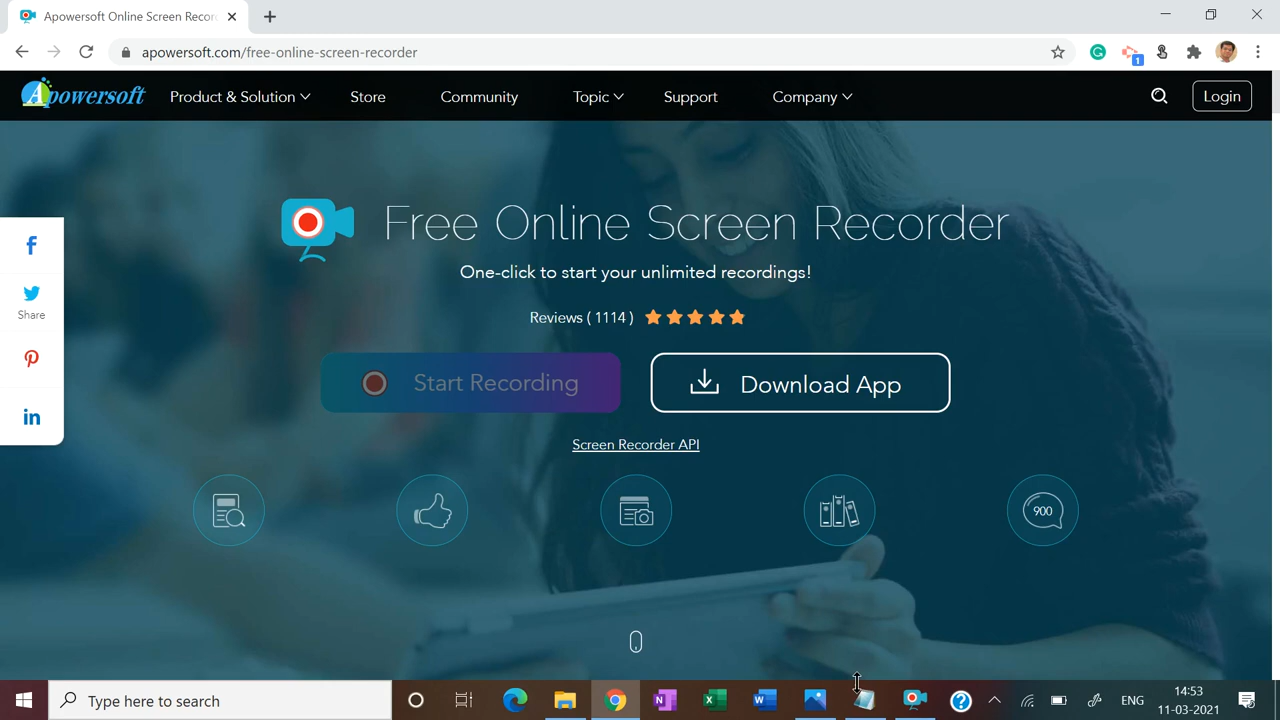 Apowersoft Online Screen Recor
apowersoft.com/free-online-screen-recorder
1
Apowersoft
Product & Solution
Store
Community
Topic
Support
Company
Login
Free Online Screen Recorder
One-click to start your unlimited recordings!
Reviews ( 1114 )
Share
Start Recording
Download App
Screen Recorder API
900
Type here to search
ENG
14:53
11-03-2021